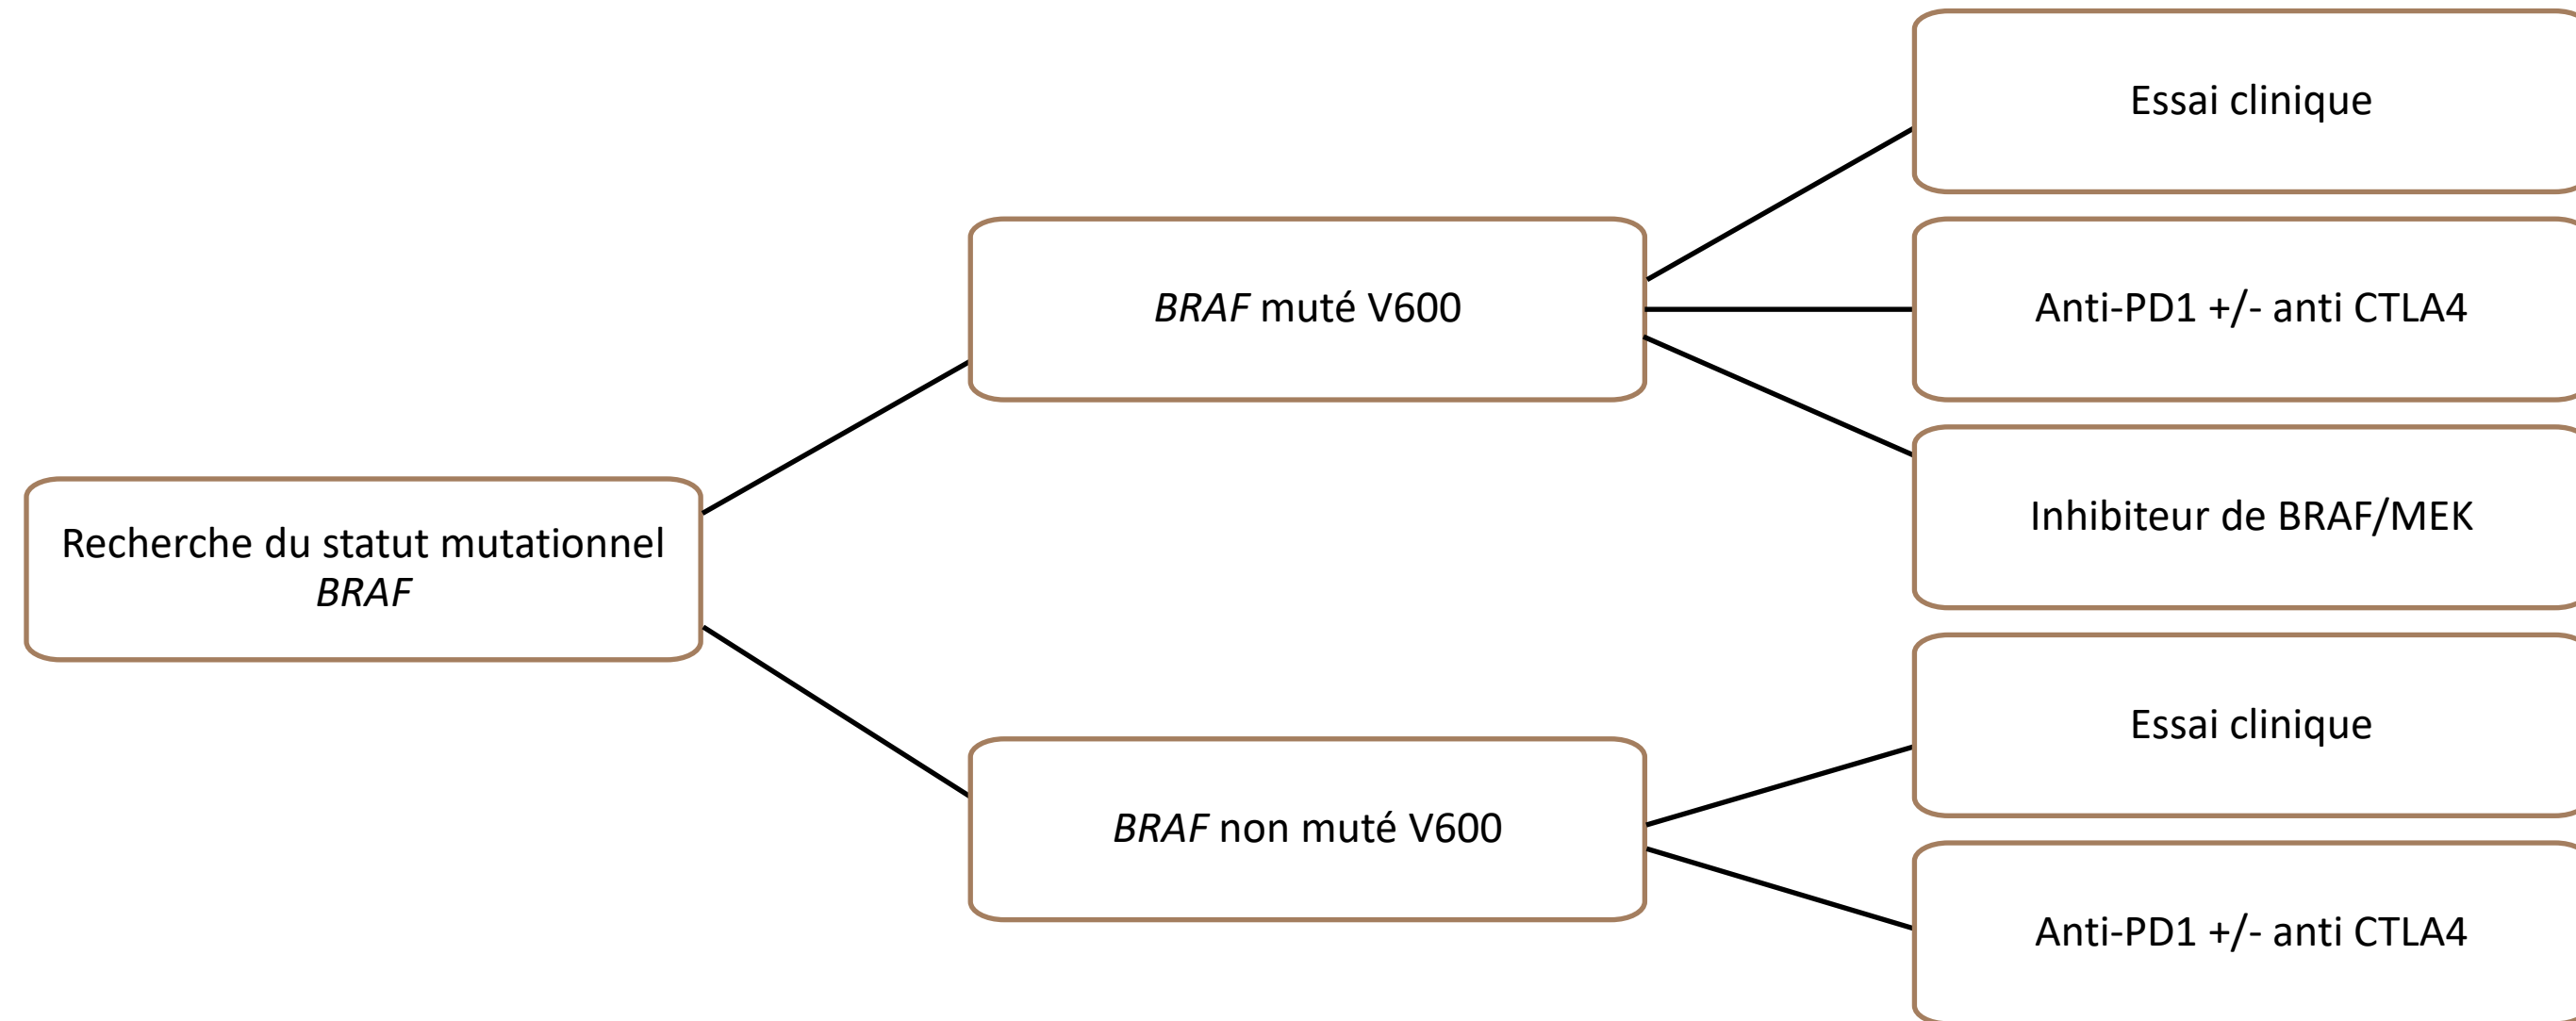 Recherche du statut mutationnel
BRAF
BRAF muté V600
Essai clinique
Anti-PD1 +/- anti CTLA4
Inhibiteur de BRAF/MEK
BRAF non muté V600
Essai clinique
Anti-PD1 +/- anti CTLA4